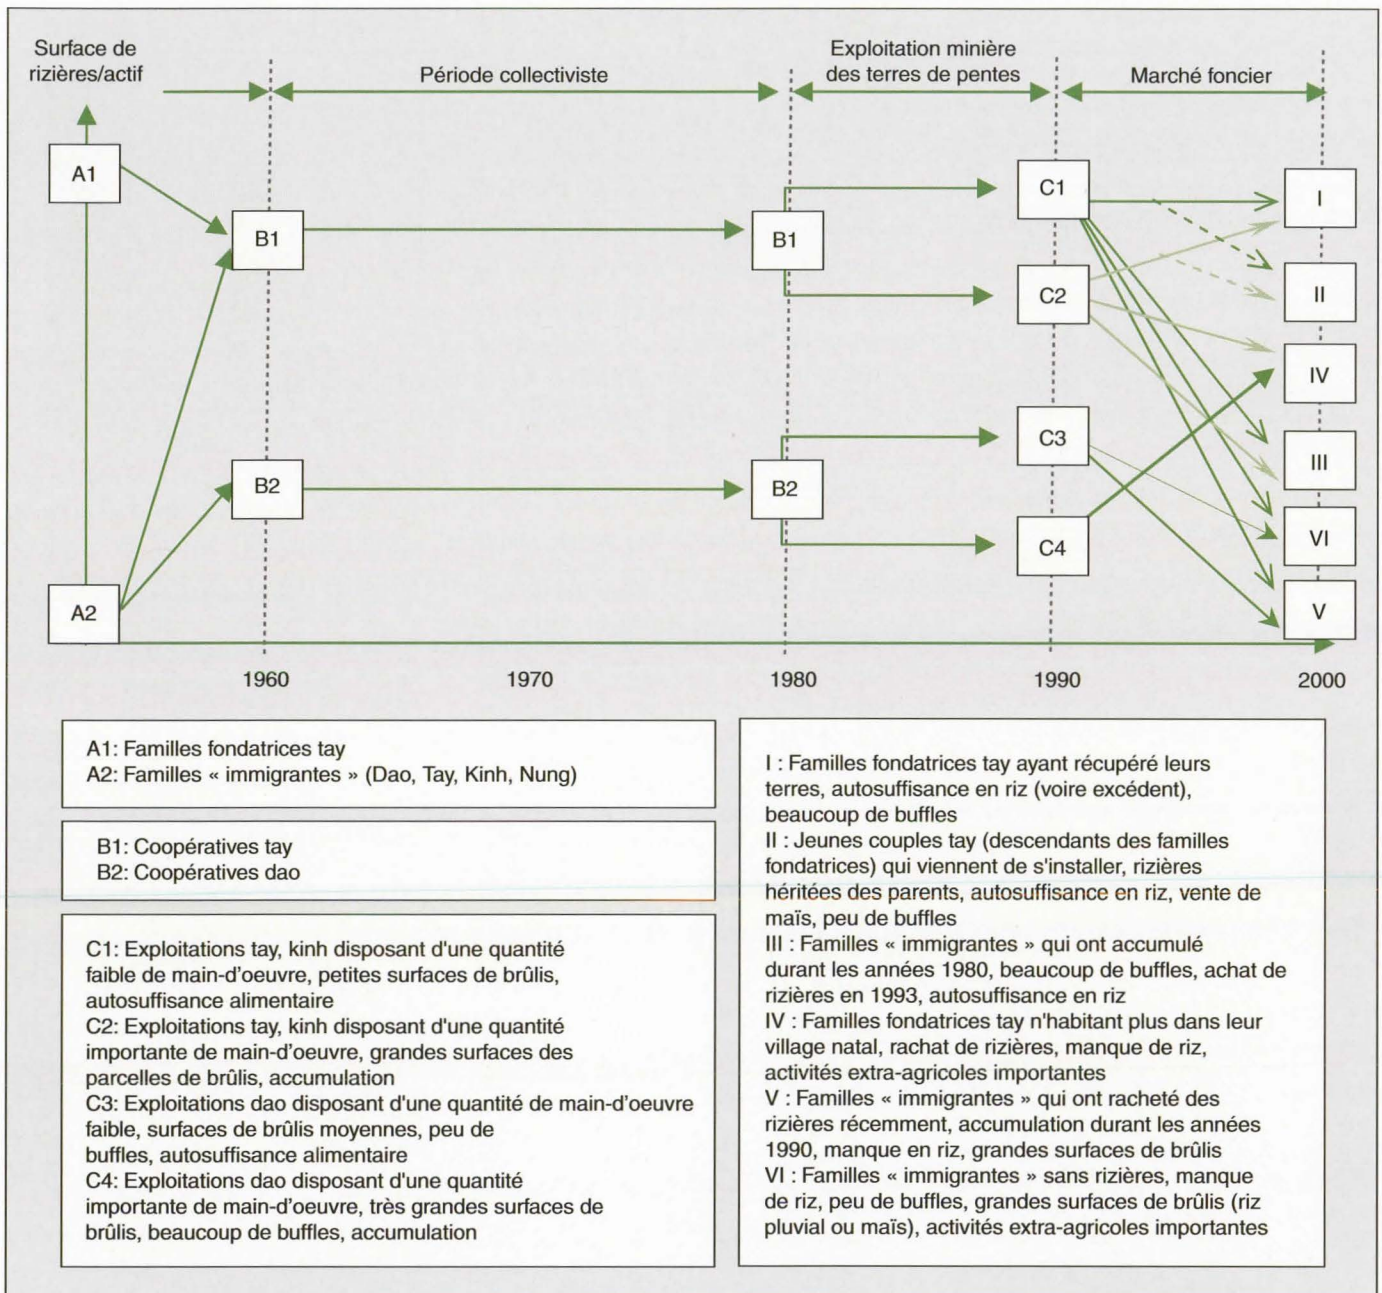 Surface de
rizières/actif
Période collectiviste
Exploitation minière
des terres de pentes
Marché foncier
A1
B1
B1
C1
I
C2
II
IV
C3
III
B2
B2
VI
C4
A2
V
1960
1970
1980
1990
2000
A1: Familles fondatrices tay
A2: Familles « immigrantes » (Dao, Tay, Kinh, Nung)
B1: Coopératives tay
B2: Coopératives dao
C1: Exploitations tay, kinh disposant d'une quantité
faible de main-d'oeuvre, petites surfaces de brûlis,
autosuffisance alimentaire
C2: Exploitations tay, kinh disposant d'une quantité
importante de main-d'oeuvre, grandes surfaces des
parcelles de brûlis, accumulation
C3: Exploitations dao disposant d'une quantité de main-d'oeuvre
faible, surfaces de brûlis moyennes, peu de
buffles, autosuffisance alimentaire
C4: Exploitations dao disposant d'une quantité
importante de main-d'oeuvre, très grandes surfaces de
brûlis, beaucoup de buffles, accumulation
I : Familles fondatrices tay ayant récupéré leurs
terres, autosuffisance en riz (voire excédent),
beaucoup de buffles
II : Jeunes couples tay (descendants des familles
fondatrices) qui viennent de s'installer, rizières
héritées des parents, autosuffisance en riz, vente de
maïs, peu de buffles
III : Familles « immigrantes » qui ont accumulé
durant les années 1980, beaucoup de buffles, achat de
rizières en 1993, autosuffisance en riz
IV : Familles fondatrices tay n'habitant plus dans leur
village natal, rachat de rizières, manque de riz,
activités extra-agricoles importantes
V : Familles « immigrantes » qui ont racheté des
rizières récemment, accumulation durant les années
1990, manque en riz, grandes surfaces de brûlis
VI : Familles « immigrantes » sans rizières, manque
de riz, peu de buffles, grandes surfaces de brûlis (riz
pluvial ou maïs), activités extra-agricoles importantes